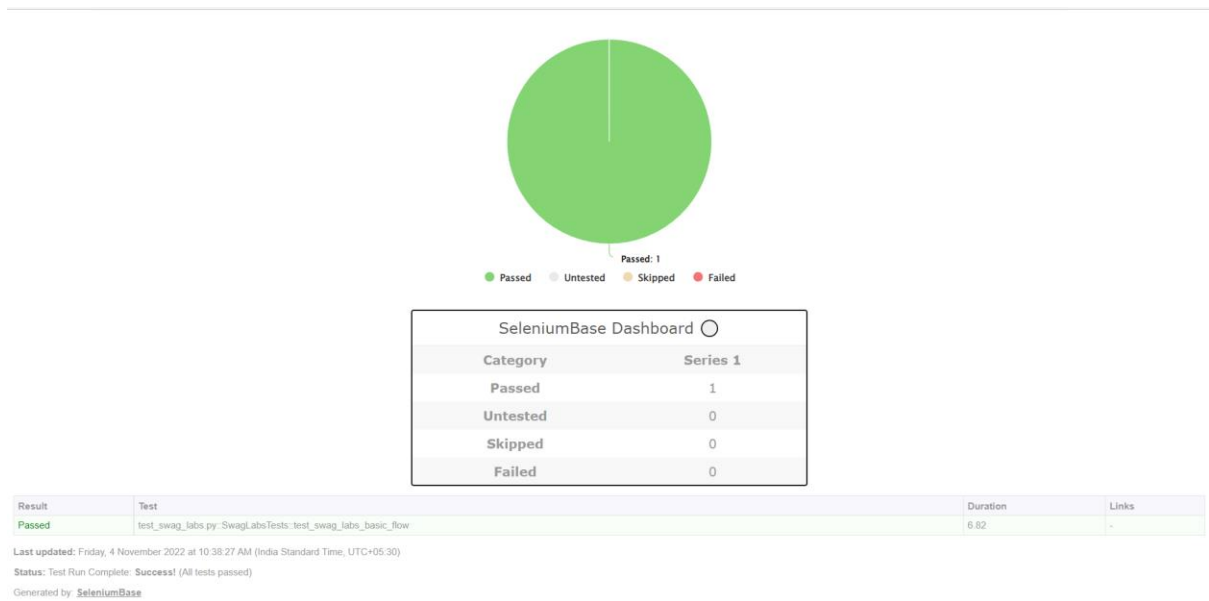 Passed: 1
Passed Untested Skipped Failed
SeleniumBase Dashboard
Category Series 1
Passed 1
Untested 0
Skipped 0
Failed 0
Result Test Duration Links
Passed test_swag_labs.py::SwagLabsTests::test_swag_labs_basic_flow 6.82 -
Last updated: Friday, 4 November 2022 at 10:38:27 AM (India Standard Time, UTC+05:30)
Status: Test Run Complete: Success! (All tests passed)
Generated by: SeleniumBase